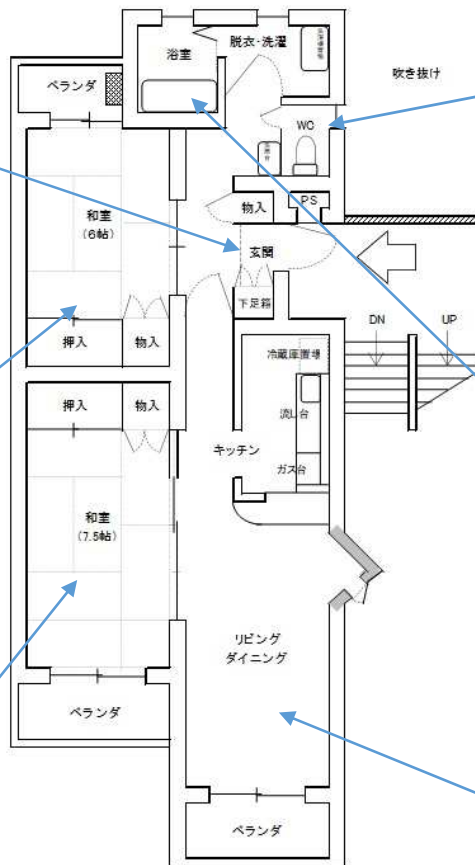 浴室
脱衣・洗濯
吹き抜け
ベランダ
WC
物入
PS
和室
(6帖)
玄関
下足箱
押入
物入
DN
UP
冷蔵庫置場
流し台
ガス台
キッチン
押入
物入
和室
(7.5帖)
リビング
ダイニング
ベランダ
ベランダ